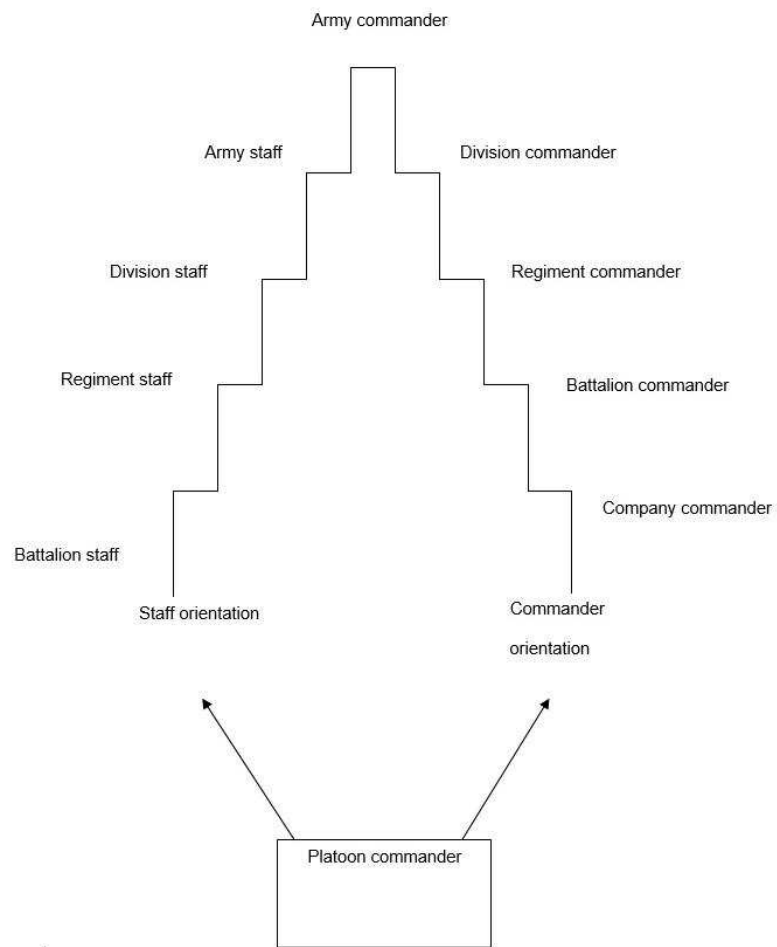 Army commander
Army staff
Division commander
Division staff
Regiment commander
Regiment staff
Battalion commander
Company commander
Battalion staff
Staff orientation
Commander
orientation
Platoon commander